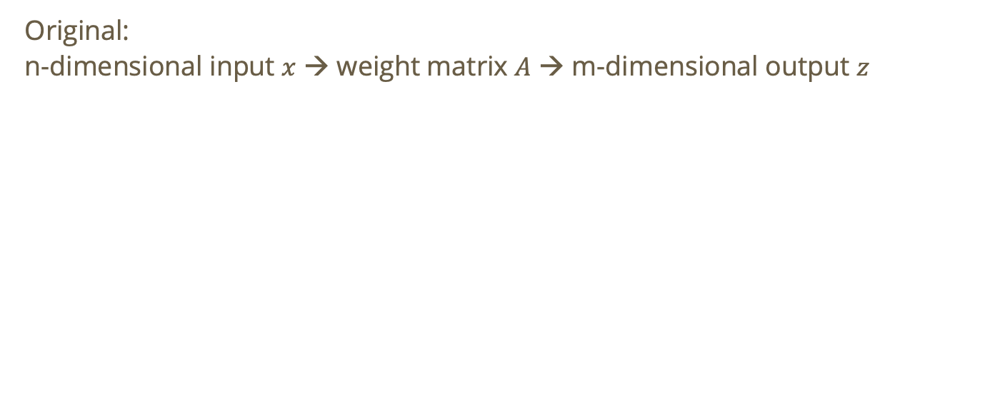 Original:
n-dimensional input x → weight matrix A → m-dimensional output z